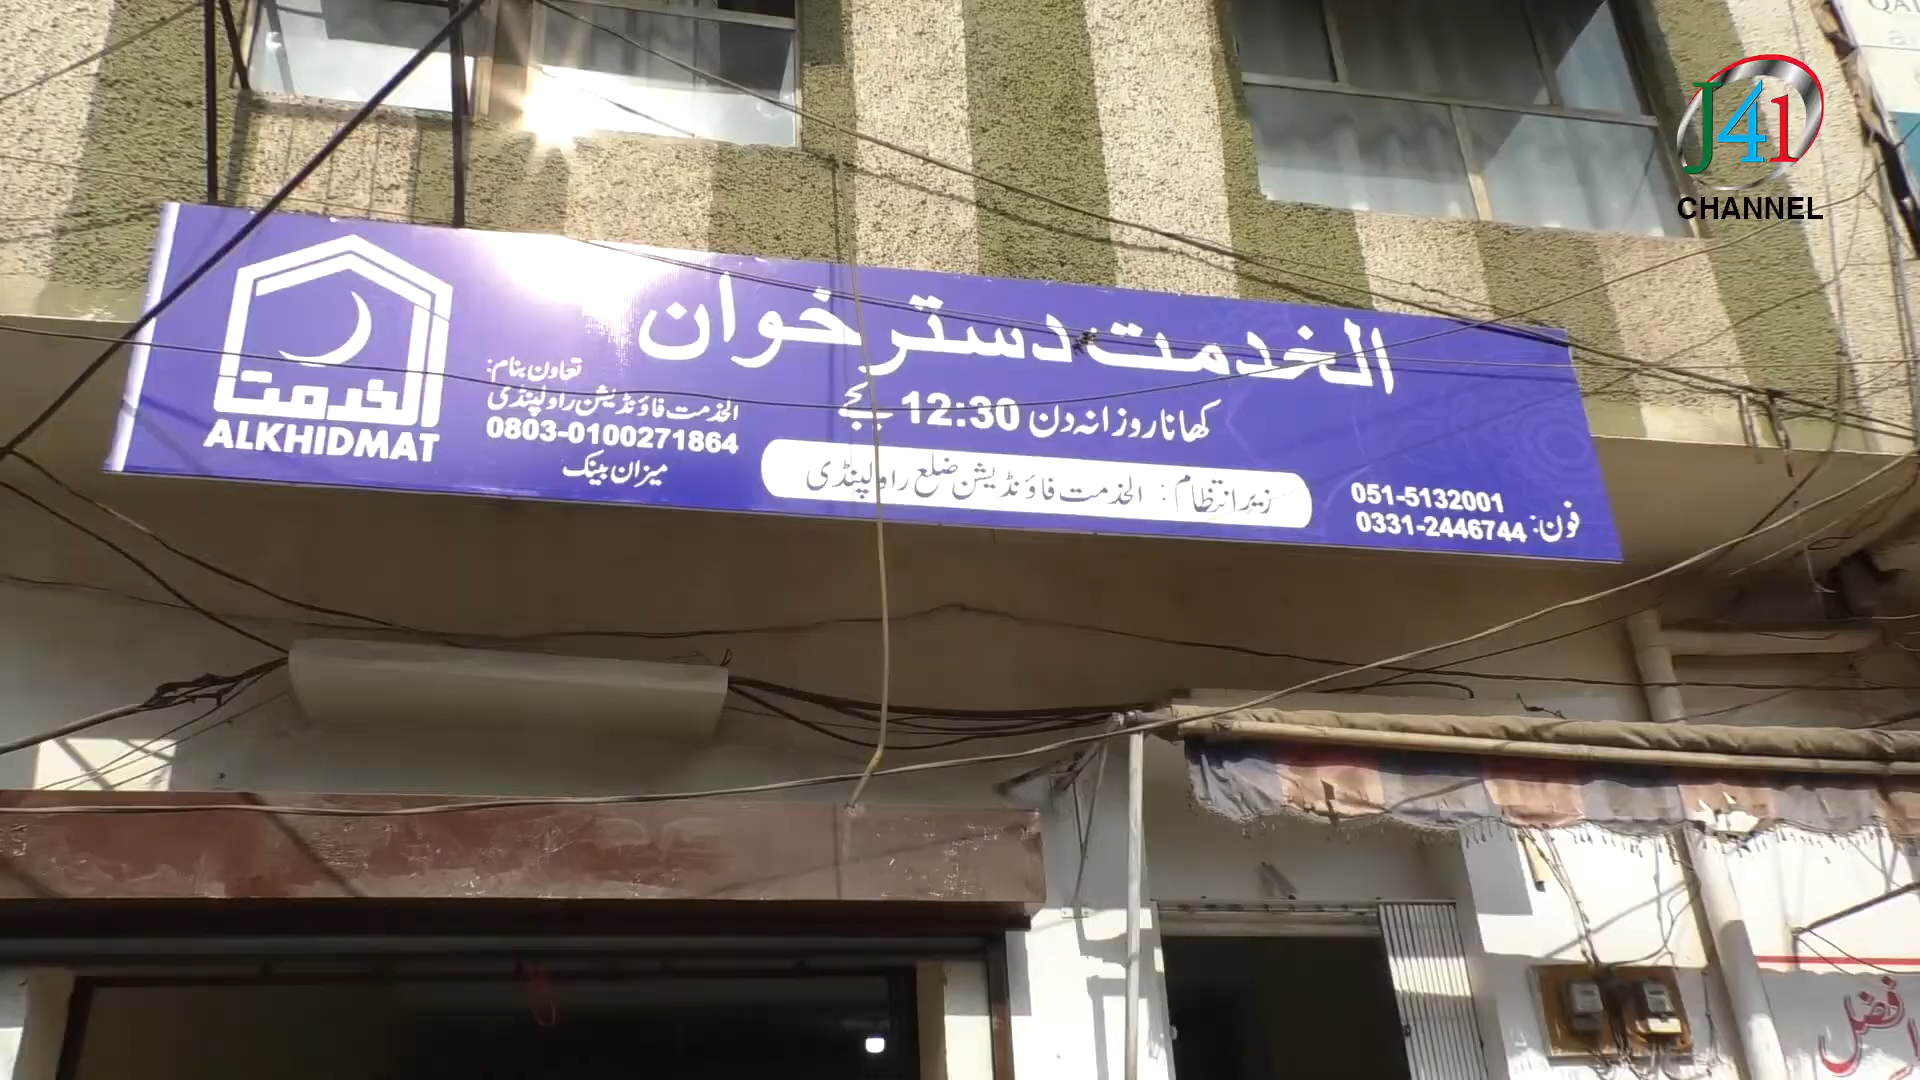 J41
CHANNEL
الخدمت دسترخوان
کھانا روزانہ دن 12:30 بجے
زیر انتظام : الخدمت فاؤنڈیشن ضلع راولپنڈی
فون: 051-5132001
0331-2446744
الخدمت
ALKHIDMAT
تعاون بنام:
الخدمت فاؤنڈیشن راولپنڈی
0803-0100271864
میزان بینک
فضل